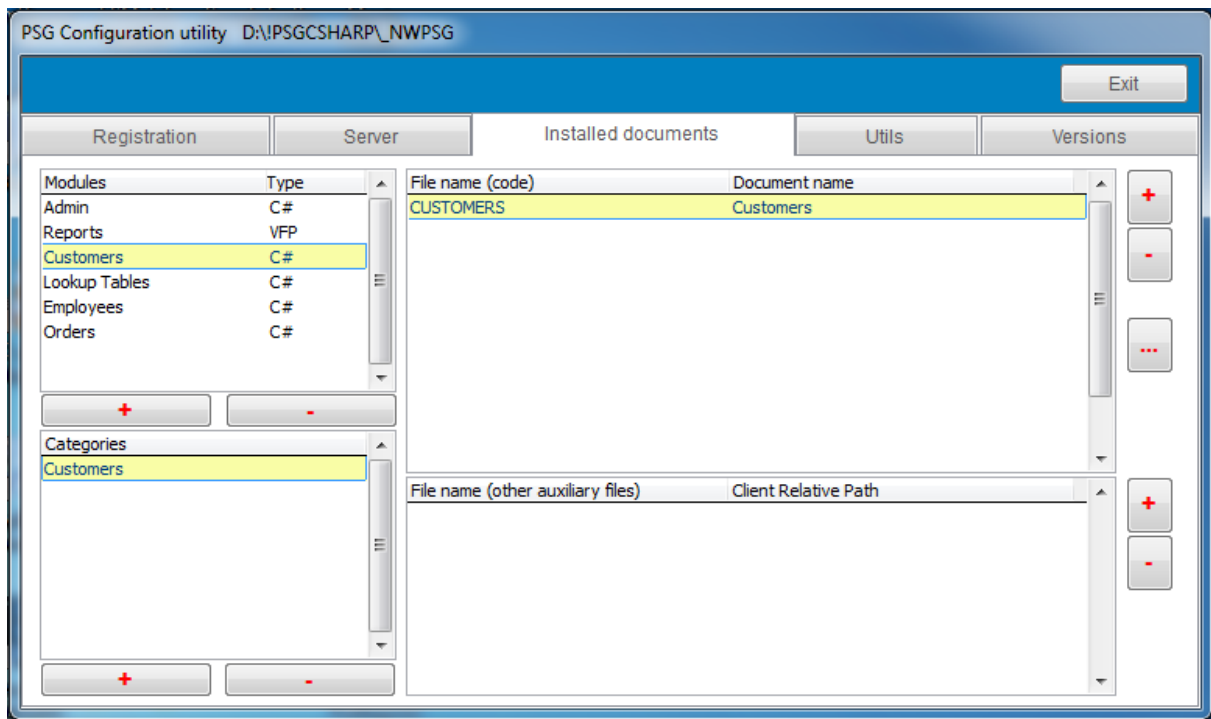 PSG Configuration utility D:\!PSGCSHARP\_NWPSG
Exit
Registration Server Installed documents Utils Versions
Modules Type
Admin C#
Reports VFP
Customers C#
Lookup Tables C#
Employees C#
Orders C#
+ -
Categories
Customers
+ -
File name (code) Document name
CUSTOMERS Customers
+
-
...
File name (other auxiliary files) Client Relative Path
+
-